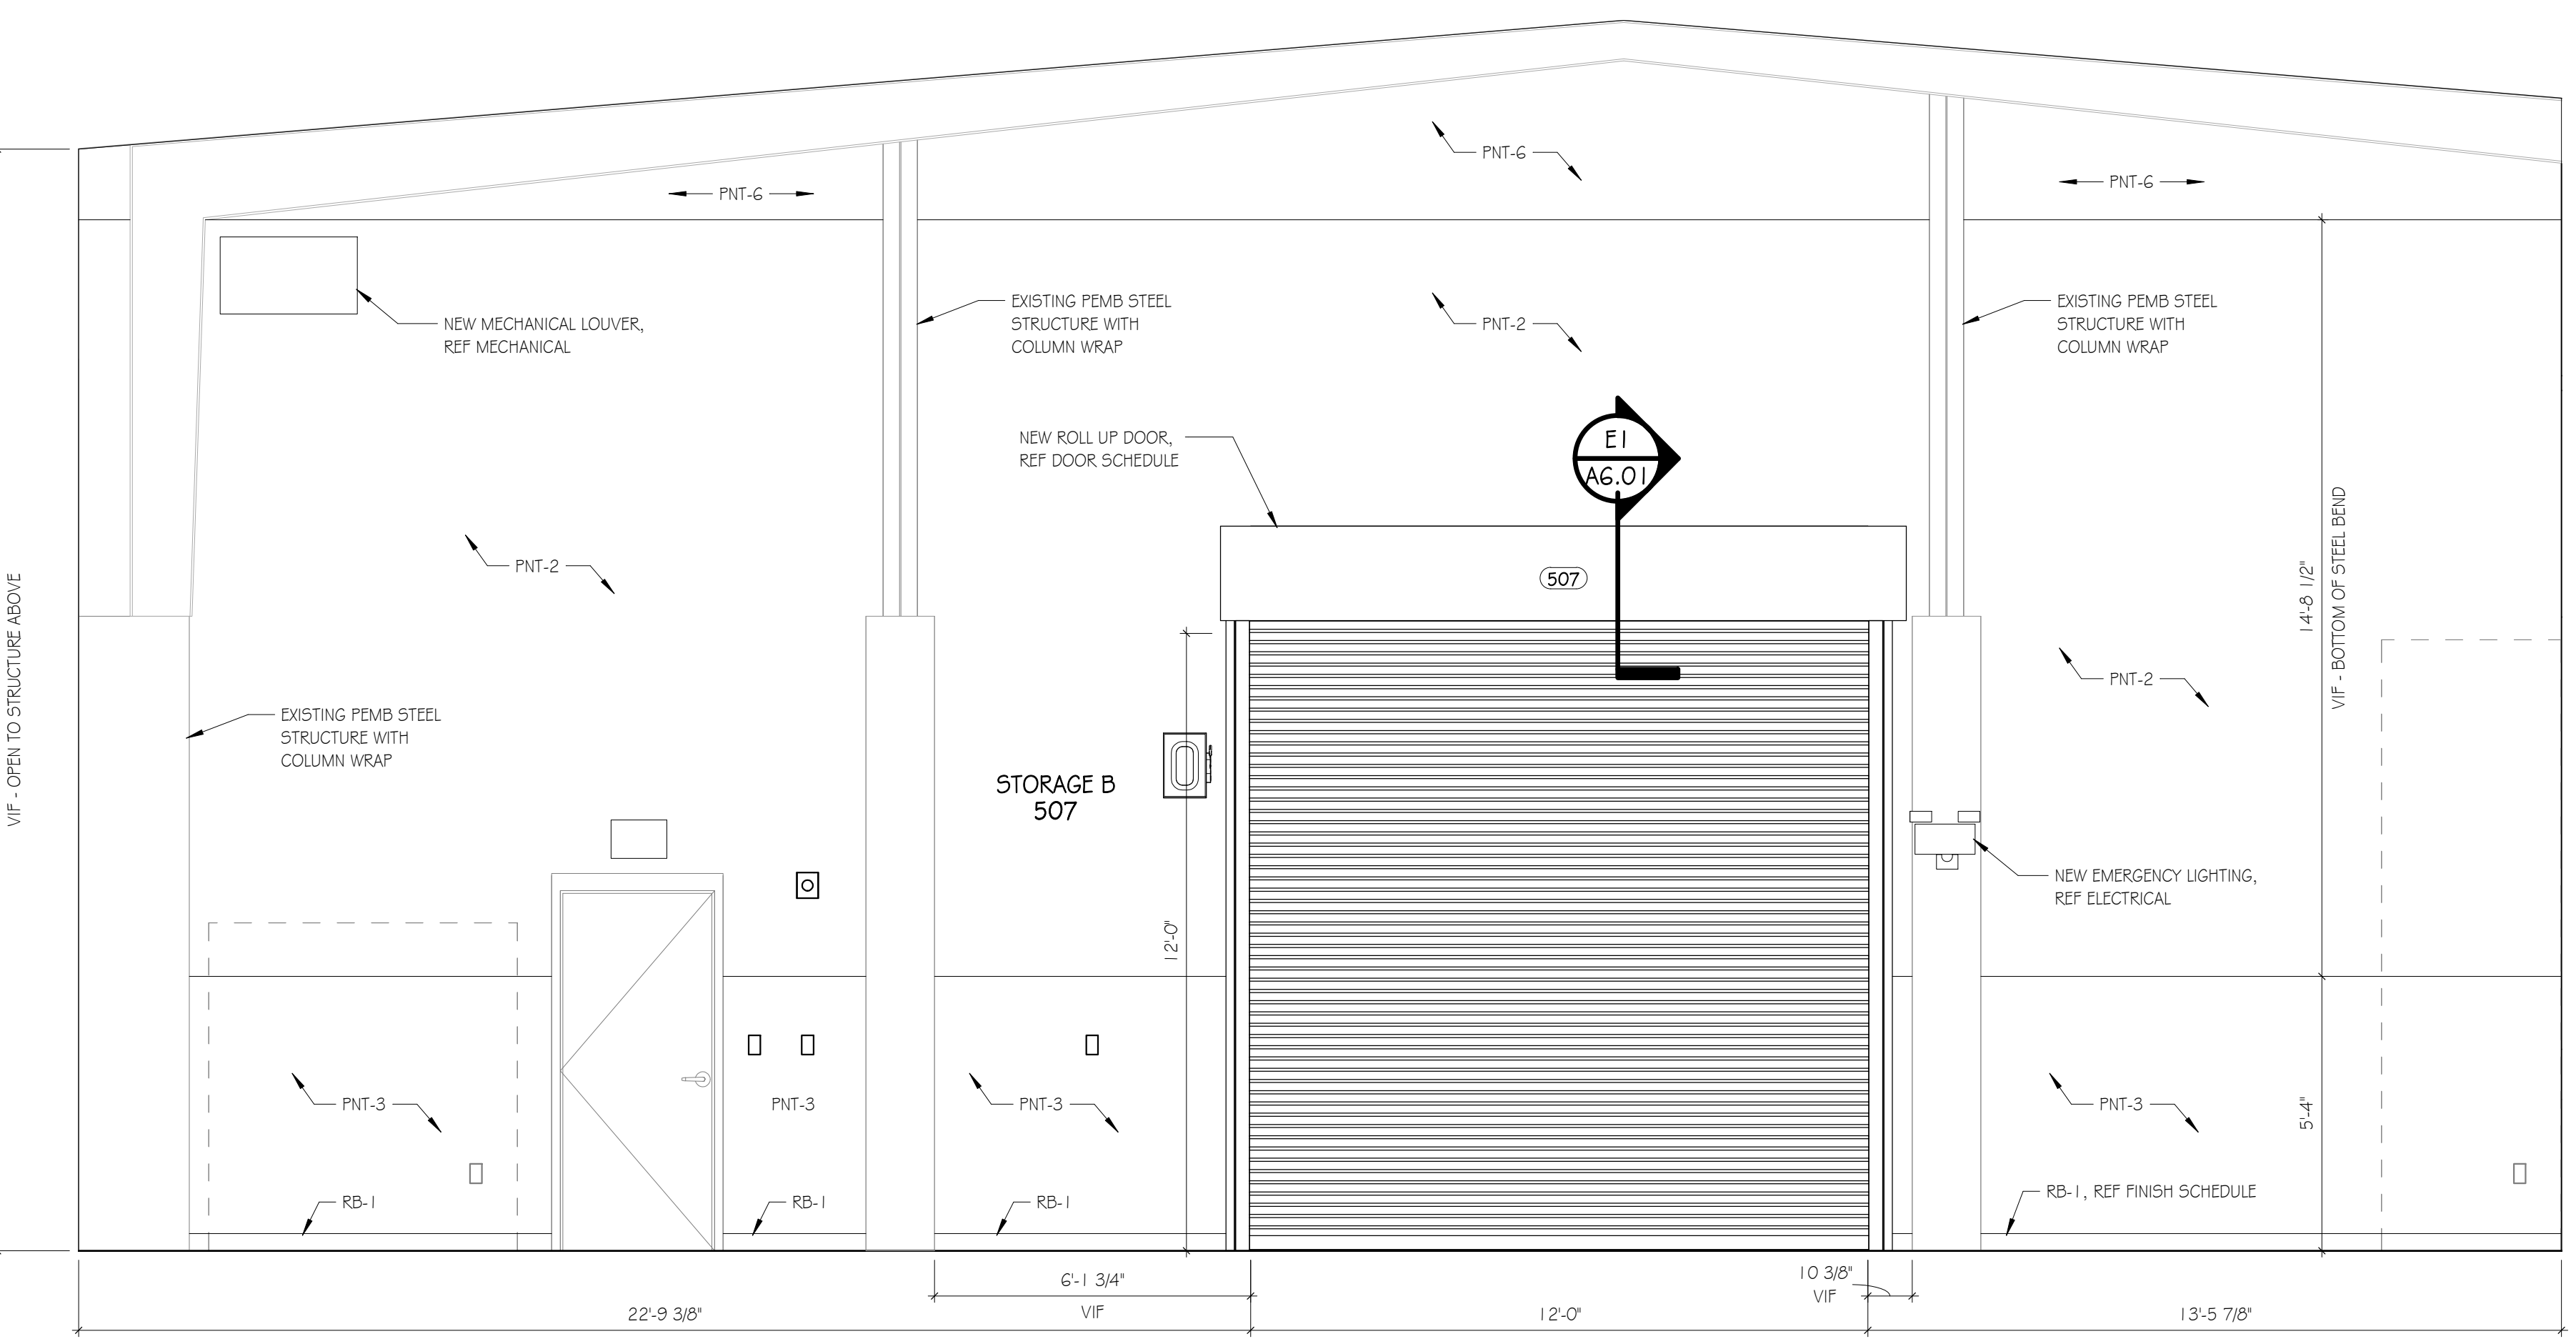 PNT-6
PNT-6
PNT-6
NEW MECHANICAL LOUVER,
REF MECHANICAL
EXISTING PEMB STEEL
STRUCTURE WITH
COLUMN WRAP
PNT-2
EXISTING PEMB STEEL
STRUCTURE WITH
COLUMN WRAP
NEW ROLL UP DOOR,
REF DOOR SCHEDULE
E1
A6.01
VIF - OPEN TO STRUCTURE ABOVE
PNT-2
507
14'-8 1/2"
VIF - BOTTOM OF STEEL BEND
PNT-2
EXISTING PEMB STEEL
STRUCTURE WITH
COLUMN WRAP
STORAGE B
507
12'-0"
NEW EMERGENCY LIGHTING,
REF ELECTRICAL
PNT-3
PNT-3
PNT-3
PNT-3
5'-4"
RB-1
RB-1
RB-1
RB-1, REF FINISH SCHEDULE
6'-1 3/4"
VIF
10 3/8"
VIF
22'-9 3/8"
12'-0"
13'-5 7/8"